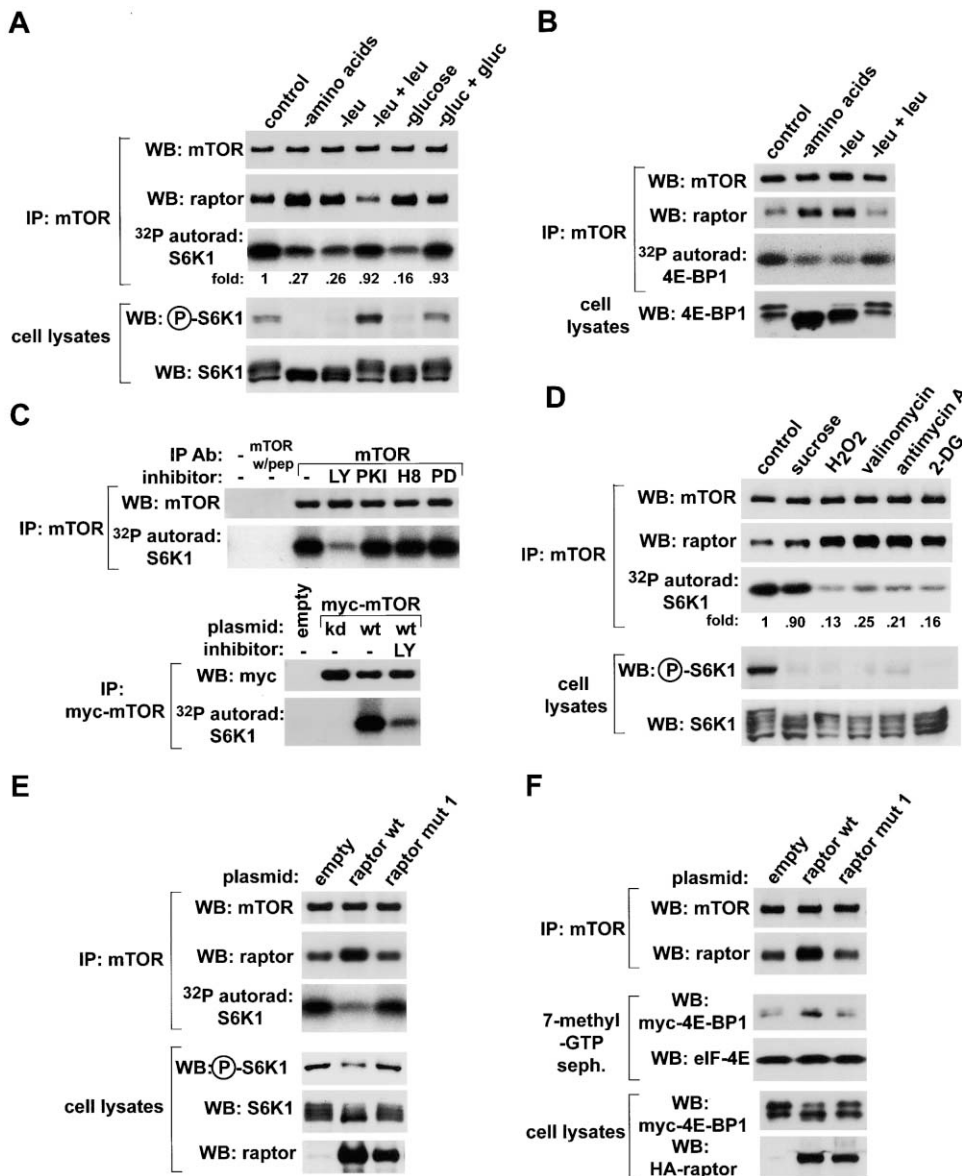 A
control
-amino acids
-leu
-leu + leu
-glucose
-gluc + gluc
IP: mTOR
WB: mTOR
WB: raptor
32P autorad:
S6K1
fold: 1 .27 .26 .92 .16 .93
cell lysates
WB: P-S6K1
WB: S6K1
B
control
-amino acids
-leu
-leu + leu
IP: mTOR
WB: mTOR
WB: raptor
32P autorad:
4E-BP1
cell
lysates
WB: 4E-BP1
C
IP Ab: - mTOR w/pep mTOR
inhibitor: - - - LY PKI H8 PD
IP: mTOR
WB: mTOR
32P autorad:
S6K1
empty
myc-mTOR
plasmid: kd wt wt
inhibitor: - - - LY
IP:
myc-mTOR
WB: myc
32P autorad:
S6K1
D
control
sucrose
H2O2
valinomycin
antimycin A
2-DG
IP: mTOR
WB: mTOR
WB: raptor
32P autorad:
S6K1
fold: 1 .90 .13 .25 .21 .16
cell
lysates
WB: P-S6K1
WB: S6K1
E
plasmid:
empty
raptor wt
raptor mut 1
IP: mTOR
WB: mTOR
WB: raptor
32P autorad:
S6K1
cell lysates
WB: P-S6K1
WB: S6K1
WB: raptor
F
plasmid:
empty
raptor wt
raptor mut 1
IP: mTOR
WB: mTOR
WB: raptor
7-methyl
-GTP
seph.
WB:
myc-4E-BP1
WB: eIF-4E
cell lysates
WB:
myc-4E-BP1
WB:
HA-raptor